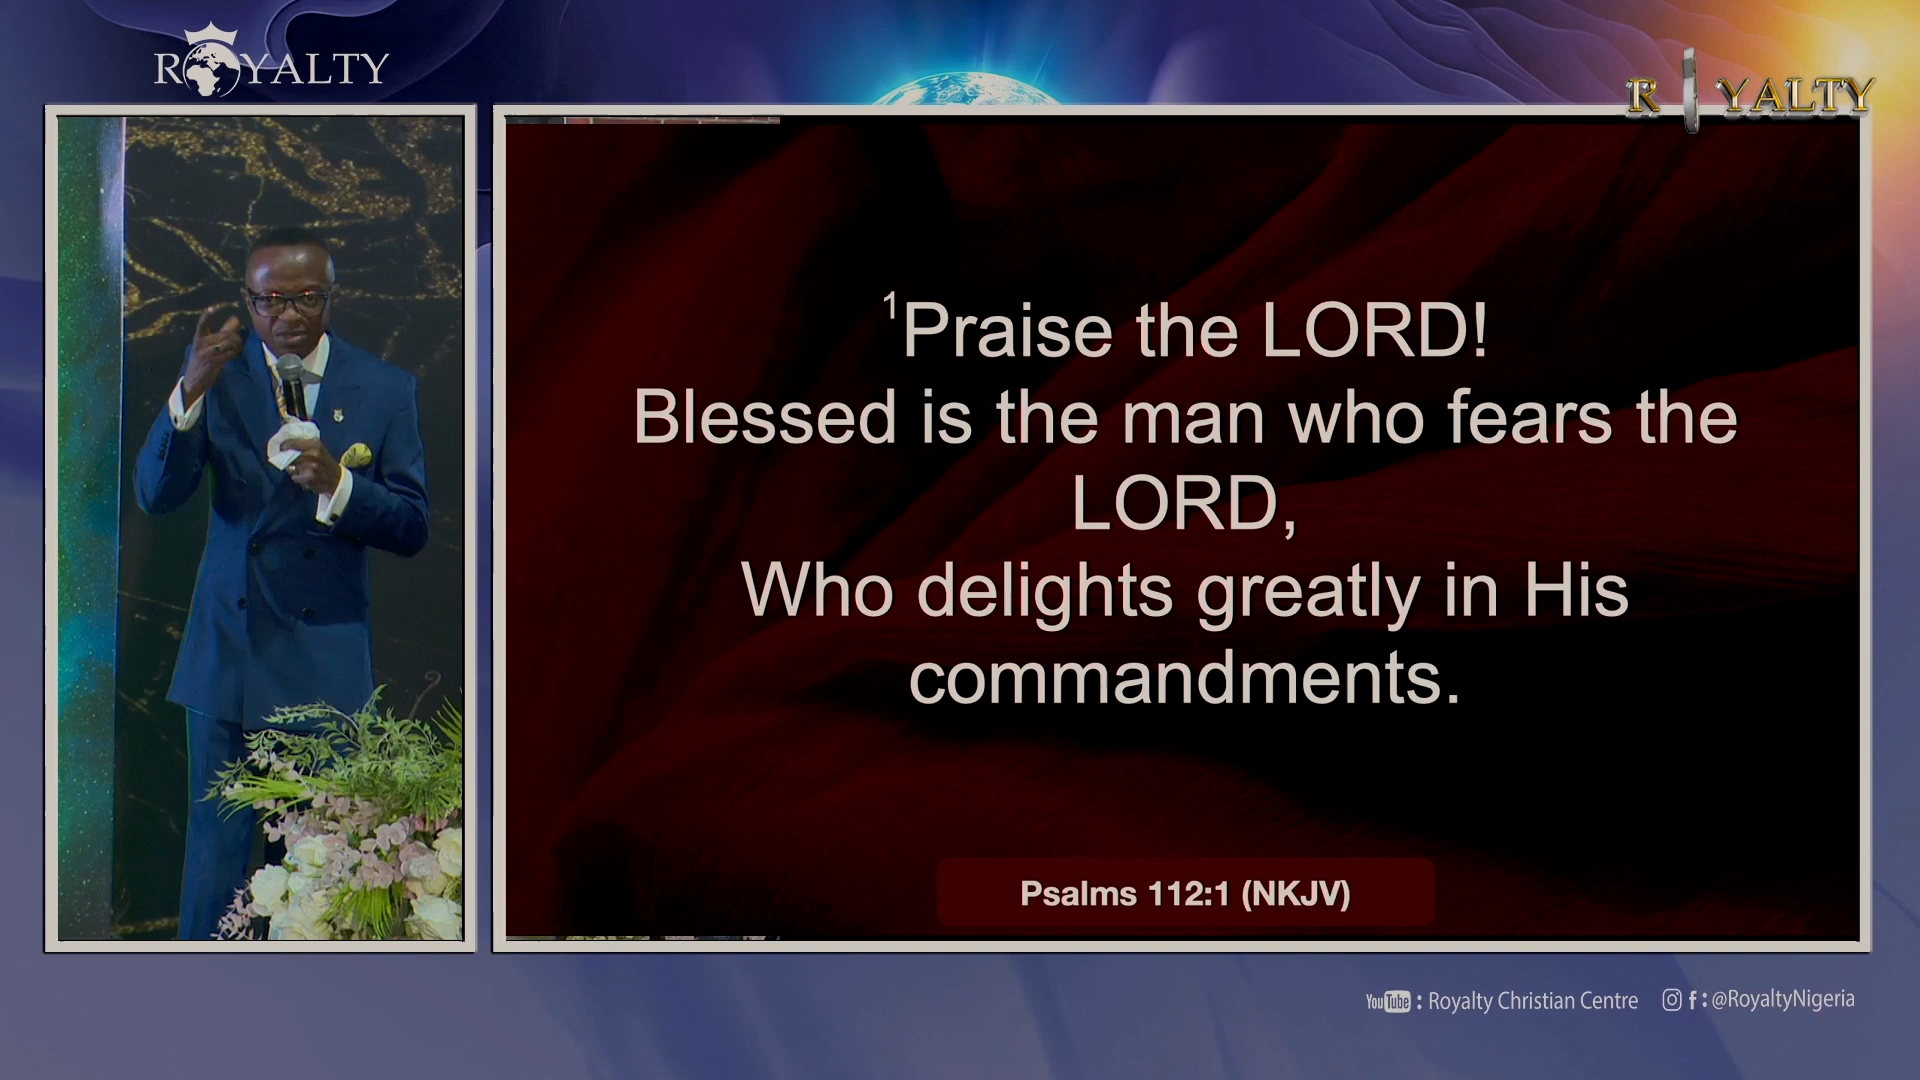 ROYALTY
R YALTY
1Praise the LORD!
Blessed is the man who fears the
LORD,
Who delights greatly in His
commandments.
Psalms 112:1 (NKJV)
YouTube : Royalty Christian Centre f : @RoyaltyNigeria